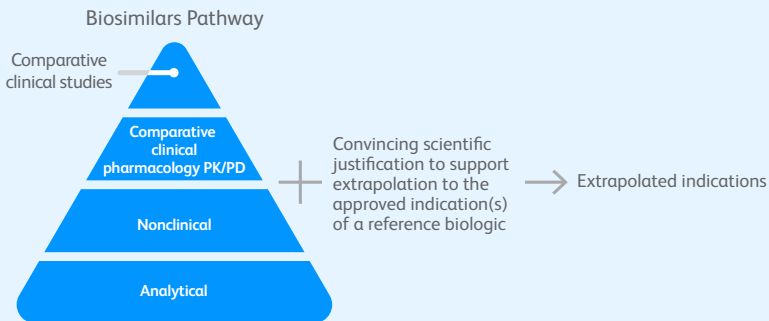 Biosimilars Pathway
Comparative
clinical studies
Comparative
clinical
pharmacology PK/PD
Nonclinical
Analytical
Convincing scientific
justification to support
extrapolation to the
approved indication(s)
of a reference biologic
Extrapolated indications